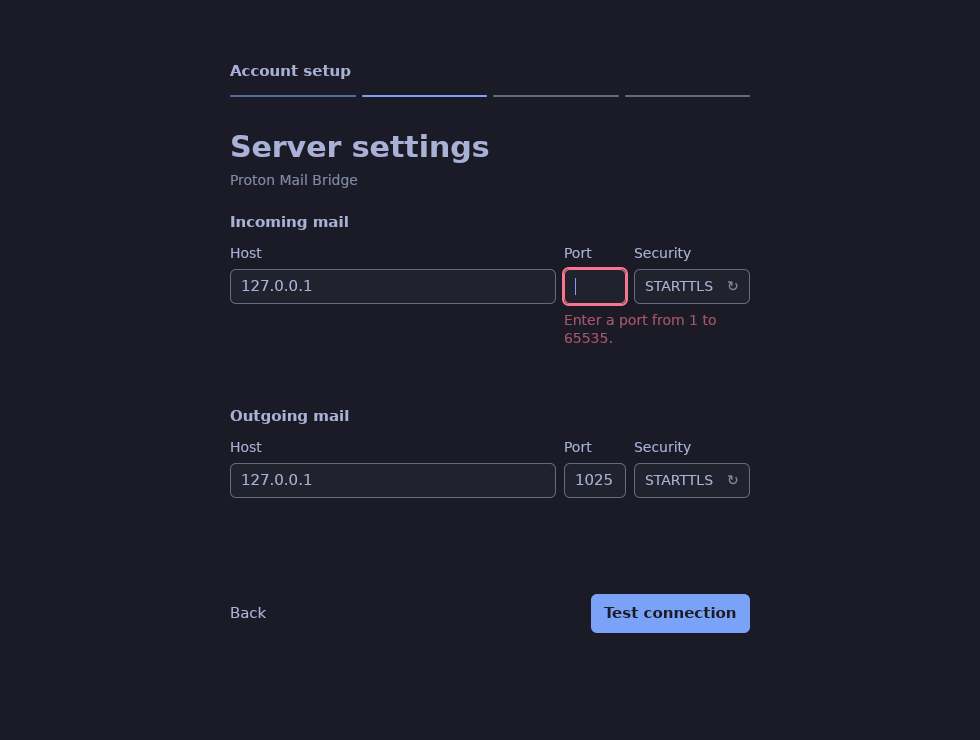 Account setup
Server settings
Proton Mail Bridge
Incoming mail
Host Port Security
127.0.0.1 STARTTLS ↻
Enter a port from 1 to
65535.
Outgoing mail
Host Port Security
127.0.0.1 1025 STARTTLS ↻
Back Test connection